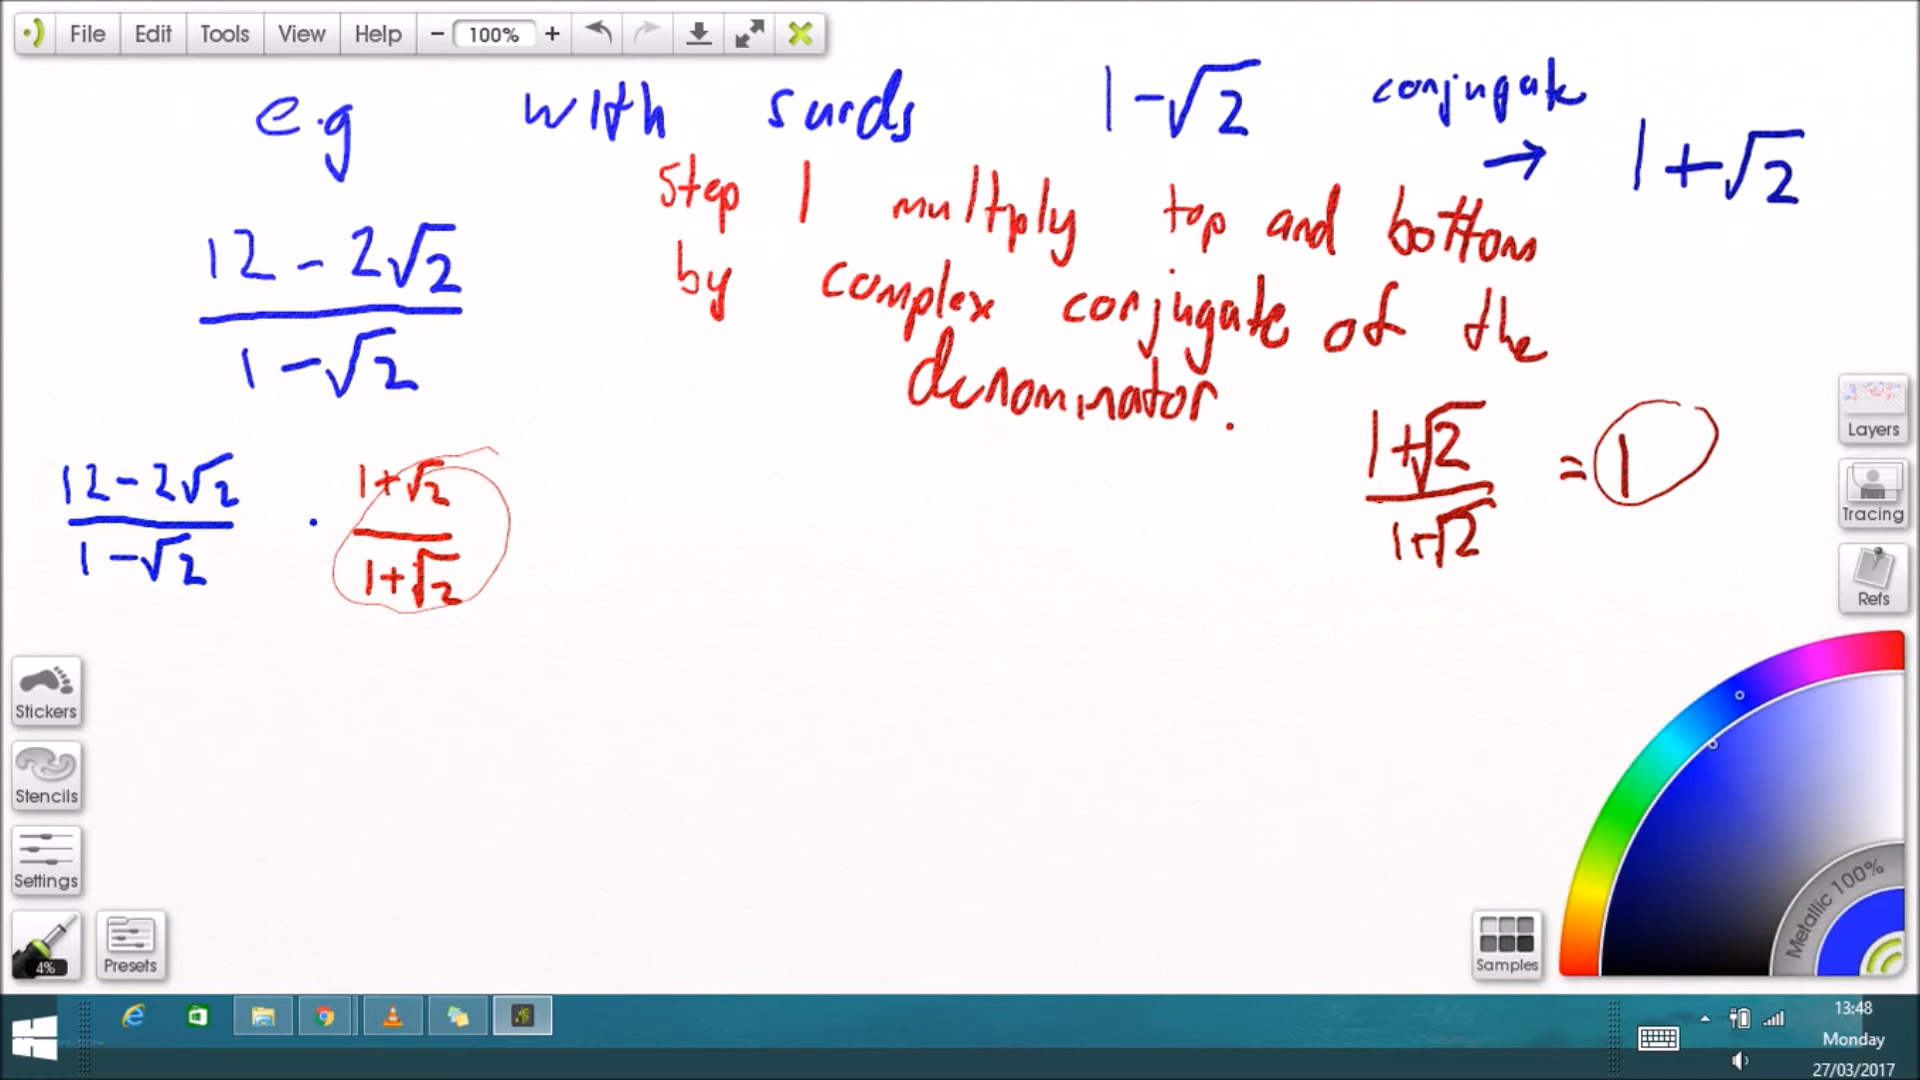 File Edit Tools View Help − 100% +
e.g with surds 1-√2 conjugate → 1+√2
Step 1 multiply top and bottom
by complex conjugate of the
denominator.
12 - 2√2
1-√2
12-2√2
1-√2
·
1+√2
1+√2
1+√2
1+√2
= 1
Layers
Tracing
Refs
Stickers
Stencils
Settings
4%
Presets
Metallic 100%
Samples
13:48
Monday
27/03/2017